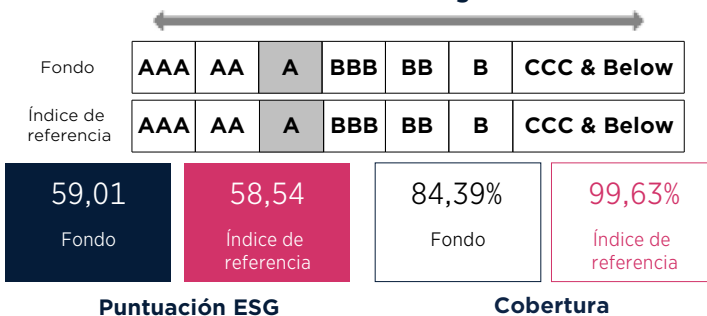 Fondo AAA AA A BBB BB B CCC & Below
Índice de
referencia AAA AA A BBB BB B CCC & Below
59,01 58,54 84,39% 99,63%
Fondo Índice de Fondo Índice de
referencia referencia
Puntuación ESG Cobertura